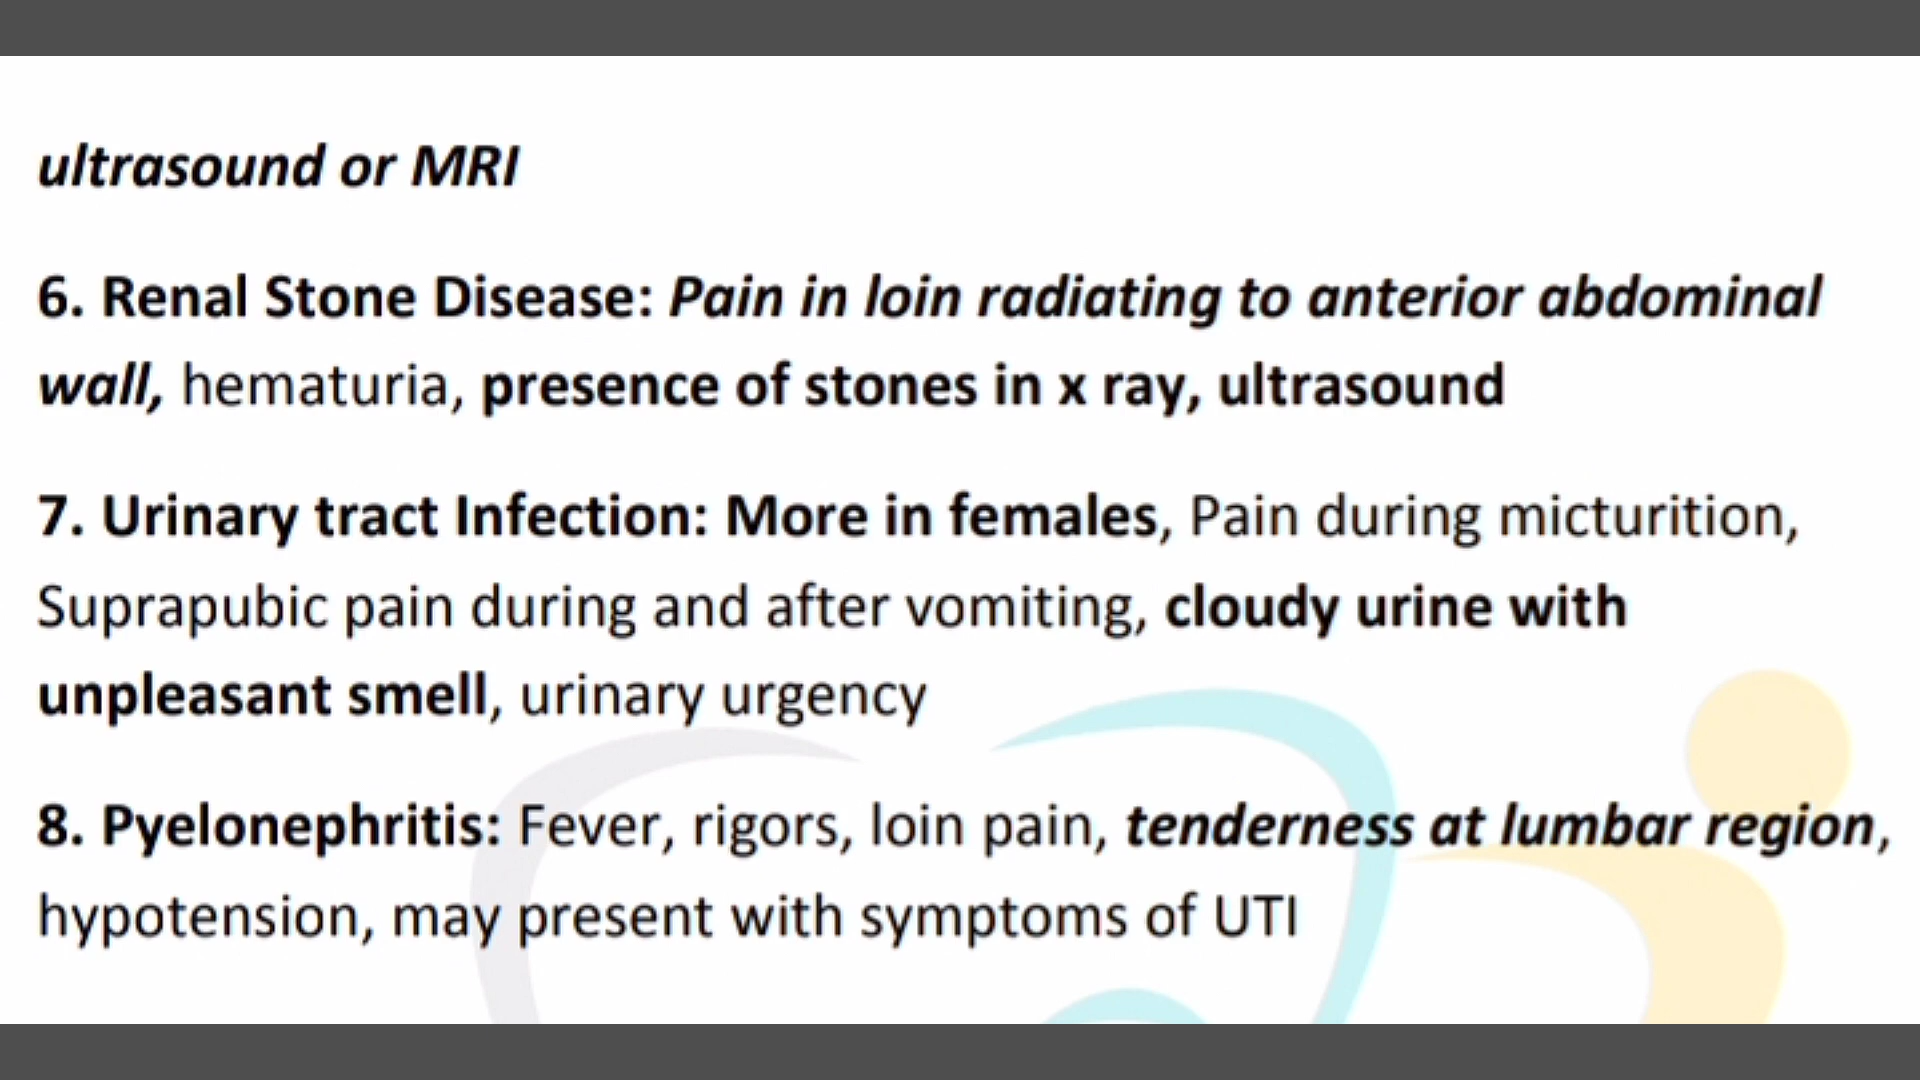 ultrasound or MRI
6. Renal Stone Disease: Pain in loin radiating to anterior abdominal
wall, hematuria, presence of stones in x ray, ultrasound
7. Urinary tract Infection: More in females, Pain during micturition,
Suprapubic pain during and after vomiting, cloudy urine with
unpleasant smell, urinary urgency
8. Pyelonephritis: Fever, rigors, loin pain, tenderness at lumbar region,
hypotension, may present with symptoms of UTI